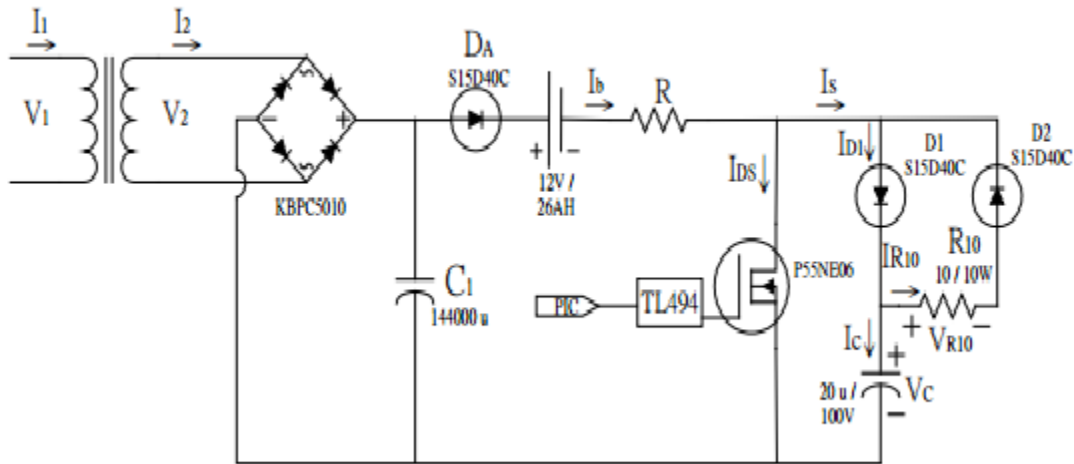 I1
I2
V1
V2
S
S
−
+
KBPC5010
DA
S15D40C
+ −
12V /
26AH
Ib
R
Is
IDS
ID1
D1
S15D40C
D2
S15D40C
C1
144000 u
PIC
TL494
P55NE06
IR10
R10
10 / 10W
+ −
VR10
IC
+
VC
−
20 u /
100V